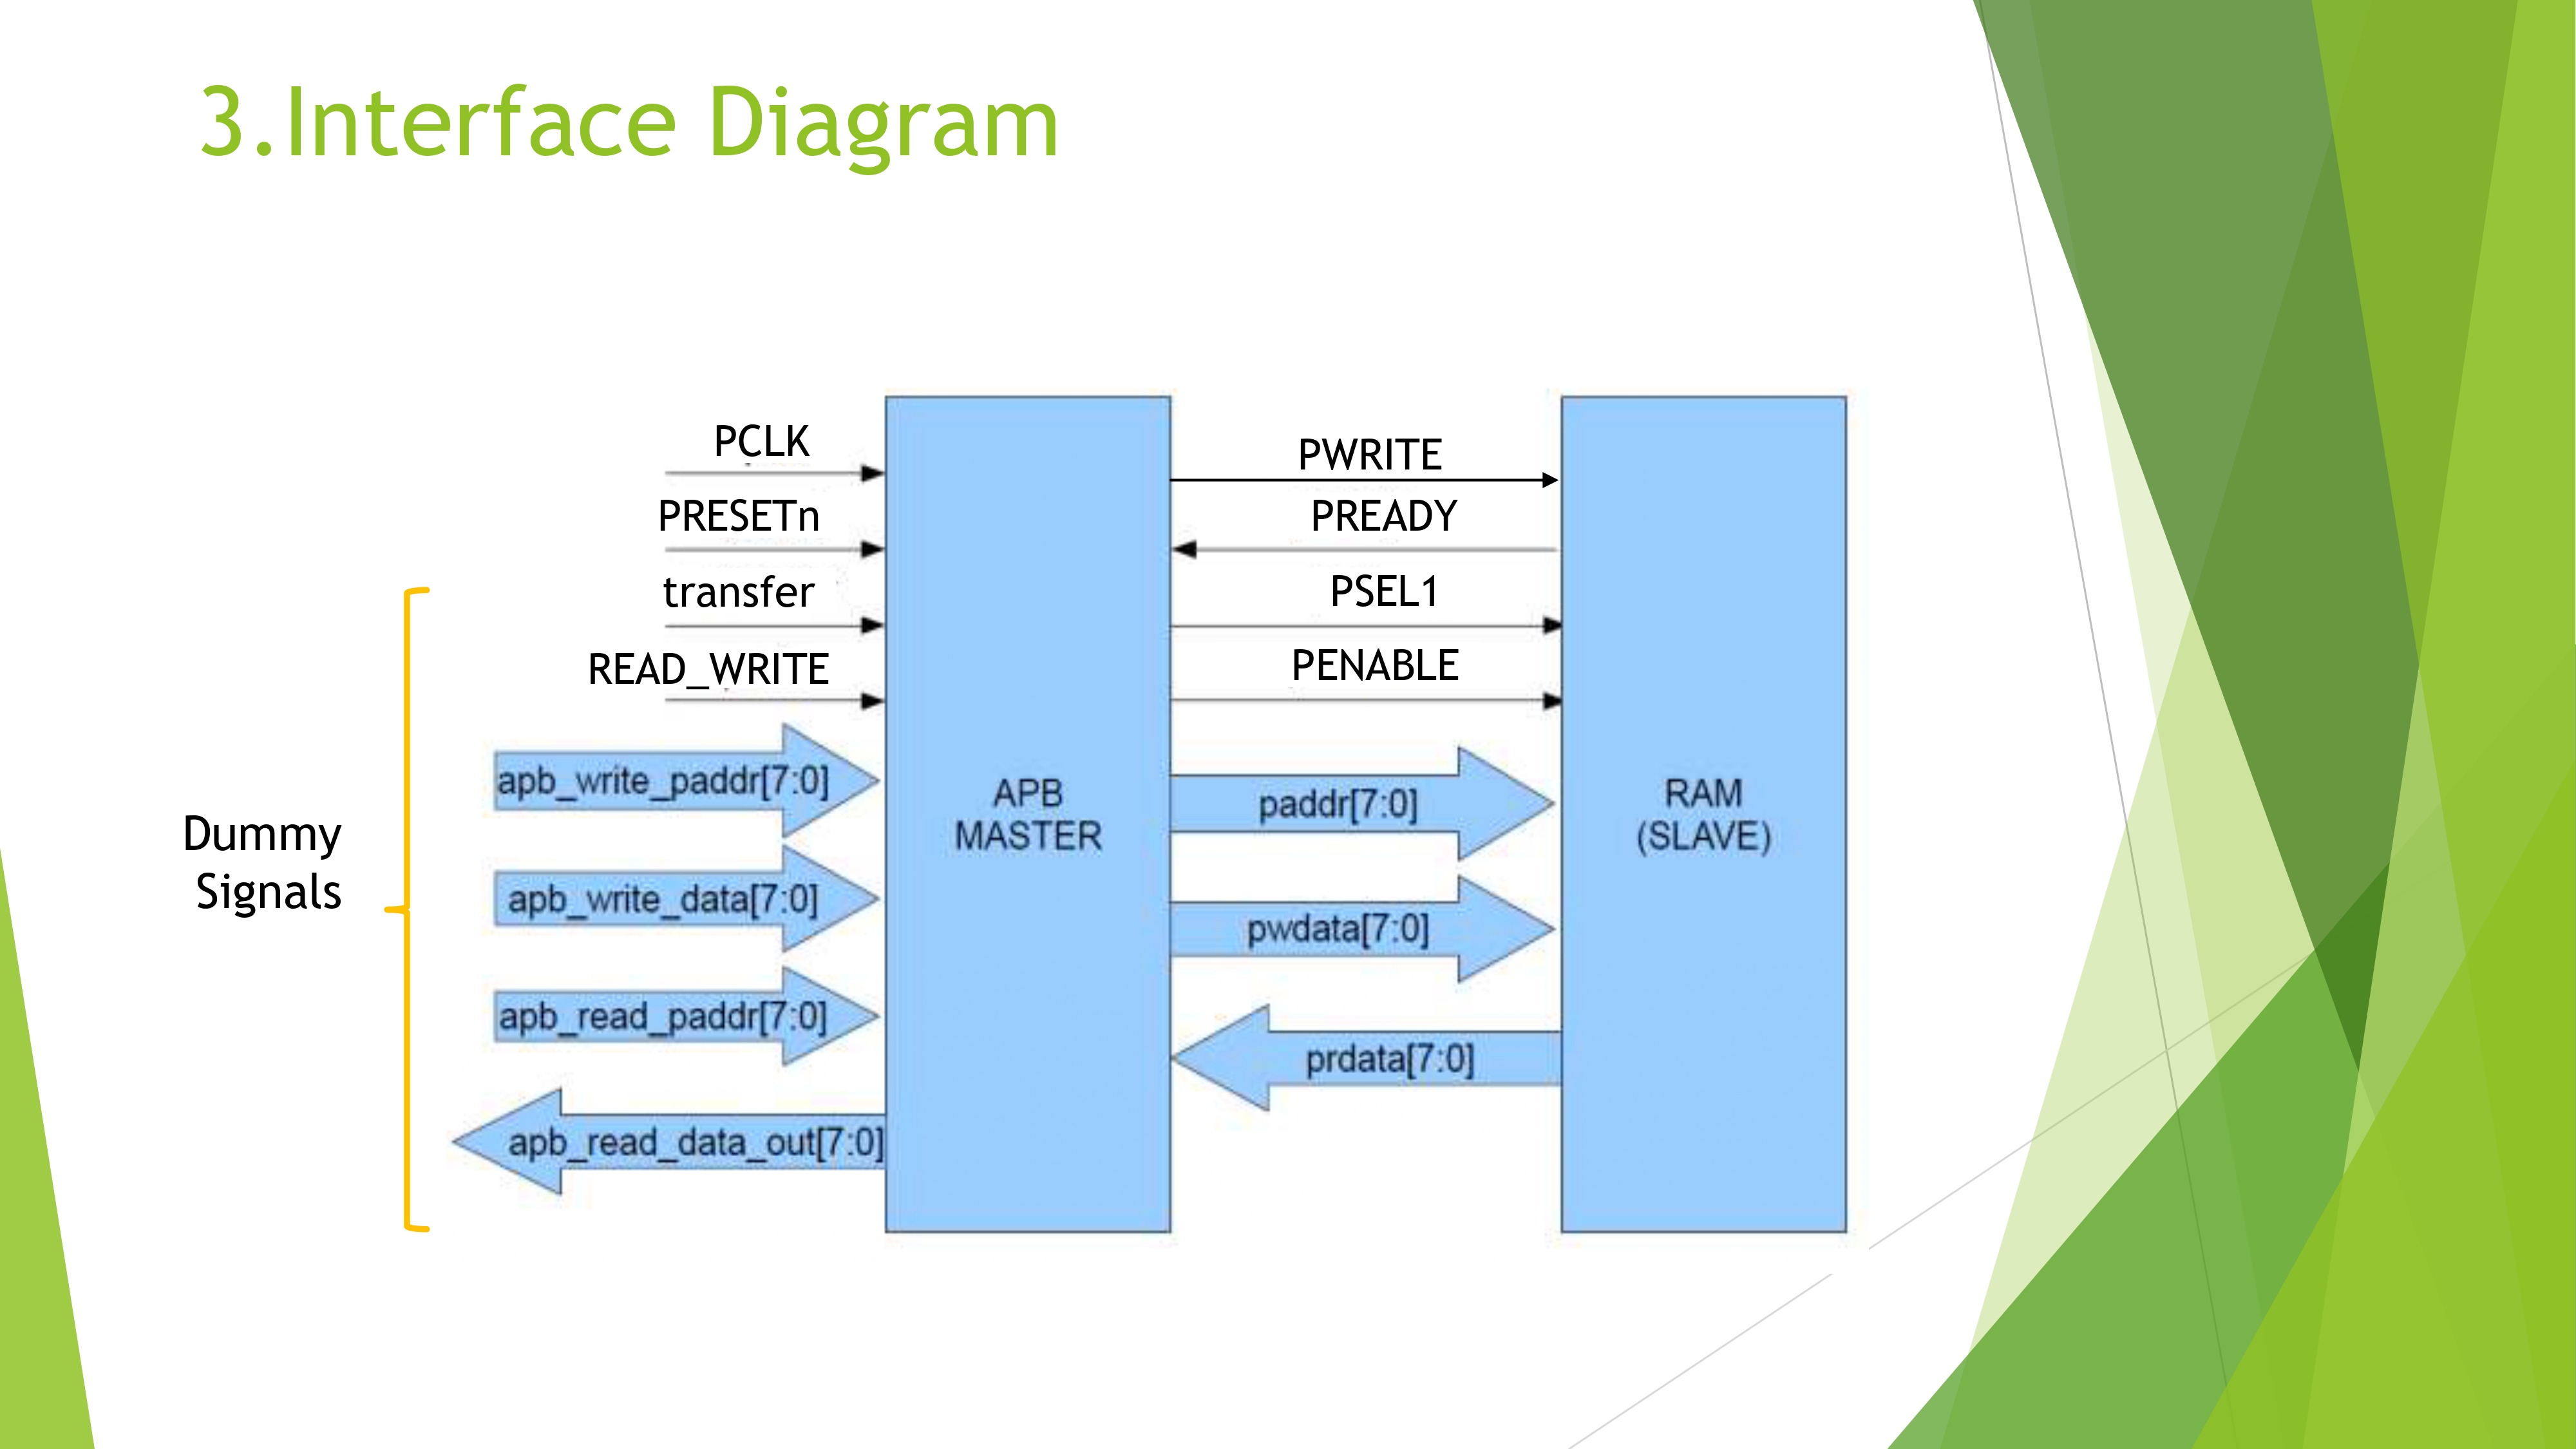 3.Interface Diagram
PCLK
PRESETn
transfer
READ_WRITE
apb_write_paddr[7:0]
apb_write_data[7:0]
apb_read_paddr[7:0]
apb_read_data_out[7:0]
Dummy
Signals
APB
MASTER
PWRITE
PREADY
PSEL1
PENABLE
paddr[7:0]
pwdata[7:0]
prdata[7:0]
RAM
(SLAVE)